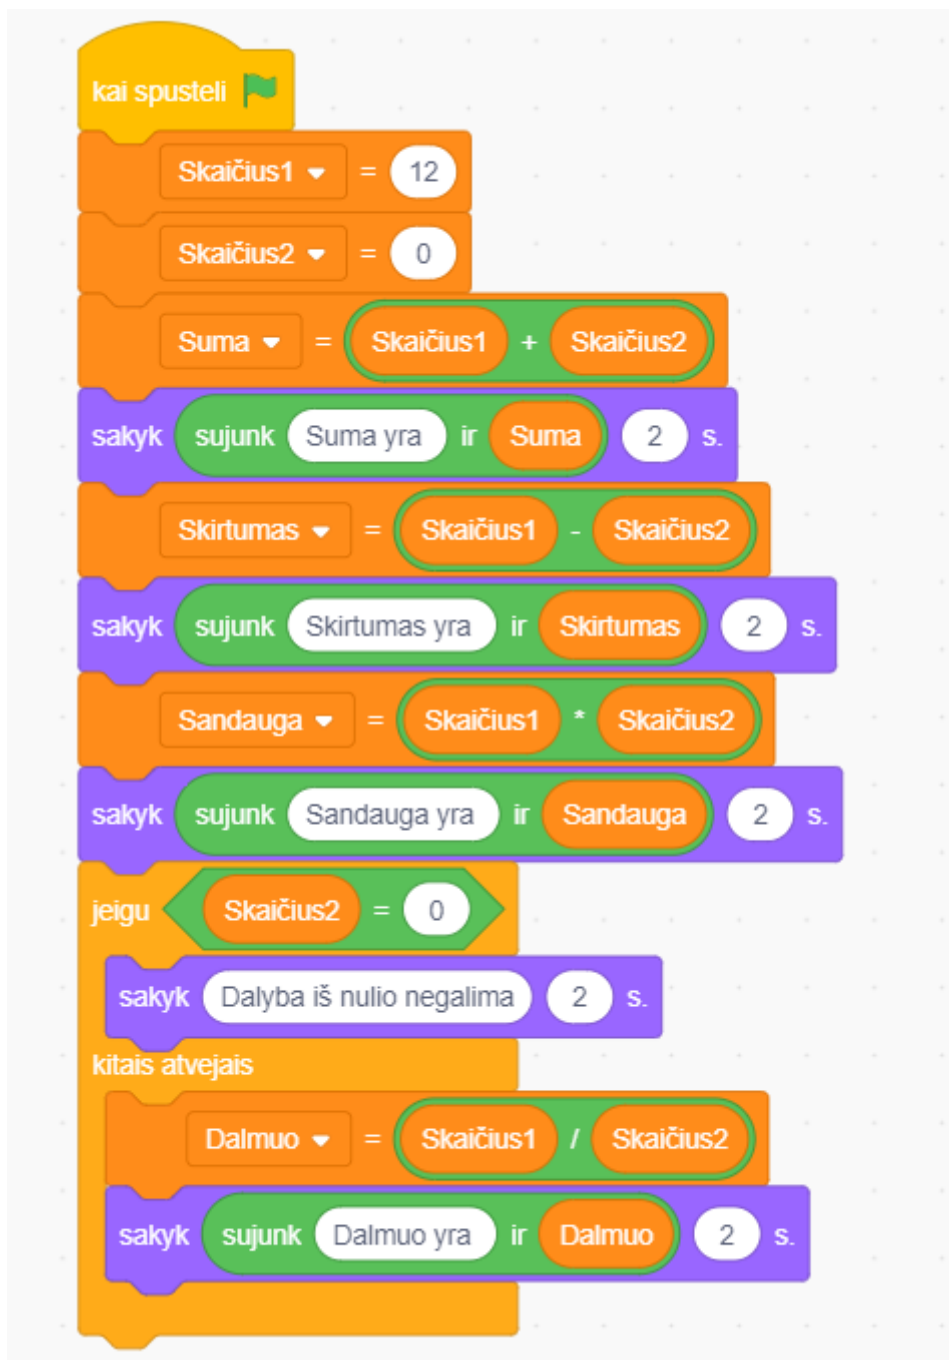 kai spusteli
Skaičius1 = 12
Skaičius2 = 0
Suma = Skaičius1 + Skaičius2
sakyk sujunk Suma yra ir Suma 2 s.
Skirtumas = Skaičius1 - Skaičius2
sakyk sujunk Skirtumas yra ir Skirtumas 2 s.
Sandauga = Skaičius1 * Skaičius2
sakyk sujunk Sandauga yra ir Sandauga 2 s.
jeigu Skaičius2 = 0
sakyk Dalyba iš nulio negalima 2 s.
kitais atvejais
Dalmuo = Skaičius1 / Skaičius2
sakyk sujunk Dalmuo yra ir Dalmuo 2 s.